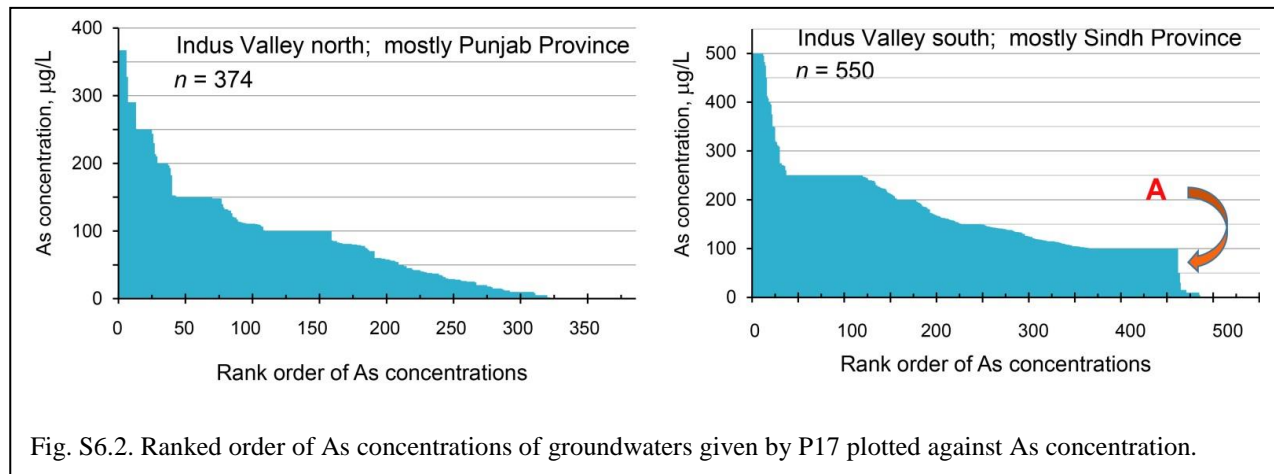 Indus Valley north; mostly Punjab Province
n = 374
As concentration, µg/L
400
300
200
100
0
0 50 100 150 200 250 300 350
Rank order of As concentrations
Indus Valley south; mostly Sindh Province
n = 550
As concentration, µg/L
500
400
300
200
100
0
A
0 100 200 300 400 500
Rank order of As concentrations
Fig. S6.2. Ranked order of As concentrations of groundwaters given by P17 plotted against As concentration.